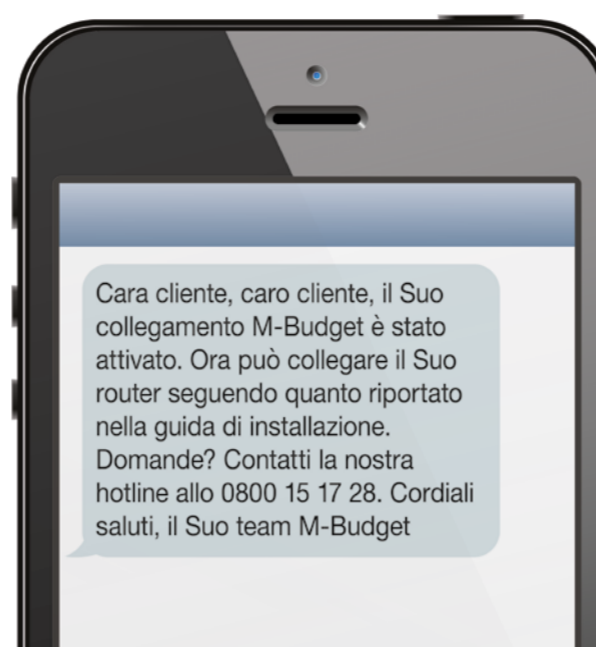 Cara cliente, caro cliente, il Suo
collegamento M-Budget è stato
attivato. Ora può collegare il Suo
router seguendo quanto riportato
nella guida di installazione.
Domande? Contatti la nostra
hotline allo 0800 15 17 28. Cordiali
saluti, il Suo team M-Budget